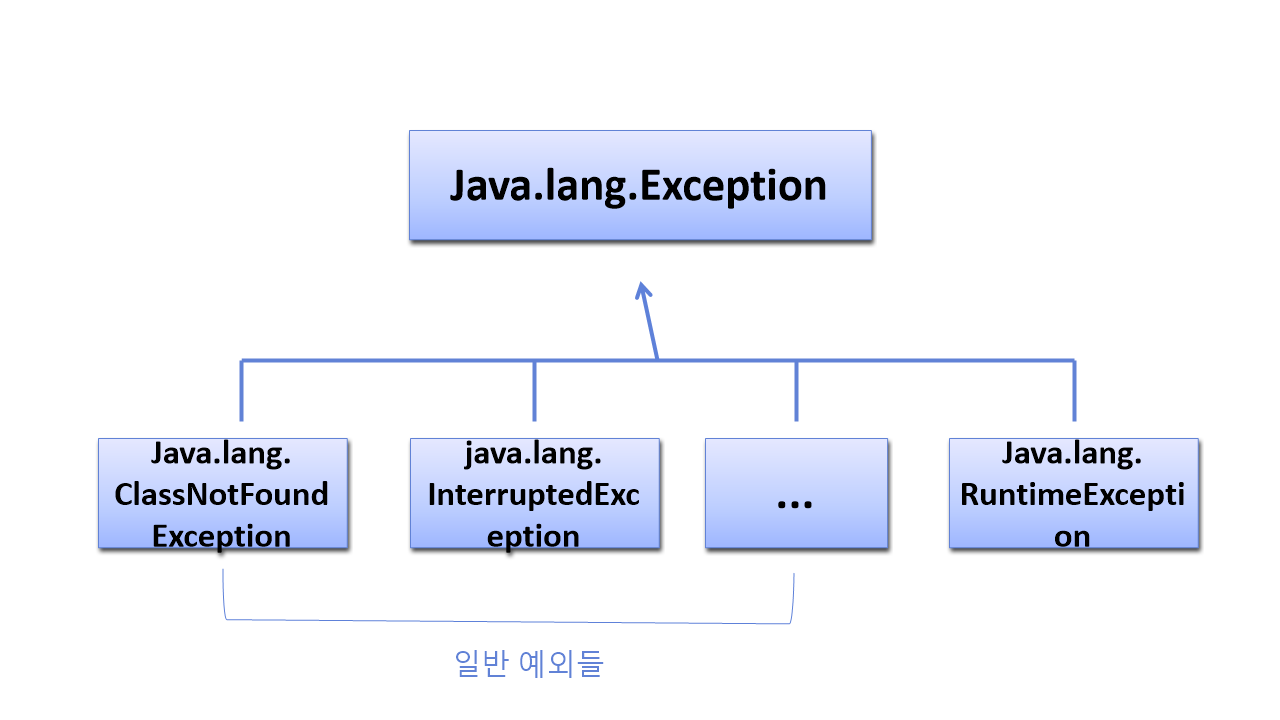 Java.lang.Exception
Java.lang.
ClassNotFound
Exception
java.lang.
InterruptedExc
eption
...
Java.lang.
RuntimeExcepti
on
일반 예외들